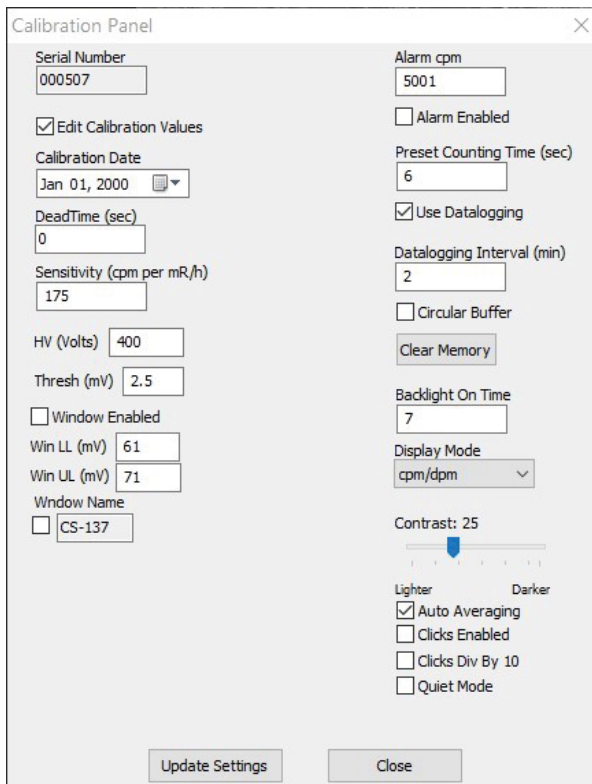 Calibration Panel
Serial Number
000507
Edit Calibration Values
Calibration Date
Jan 01, 2000
DeadTime (sec)
0
Sensitivity (cpm per mR/h)
175
HV (Volts) 400
Thresh (mV) 2.5
Window Enabled
Win LL (mV) 61
Win UL (mV) 71
Wndow Name
CS-137
Alarm cpm
5001
Alarm Enabled
Preset Counting Time (sec)
6
Use Datalogging
Datalogging Interval (min)
2
Circular Buffer
Clear Memory
Backlight On Time
7
Display Mode
cpm/dpm
Contrast: 25
Lighter Darker
Auto Averaging
Clicks Enabled
Clicks Div By 10
Quiet Mode
Update Settings Close